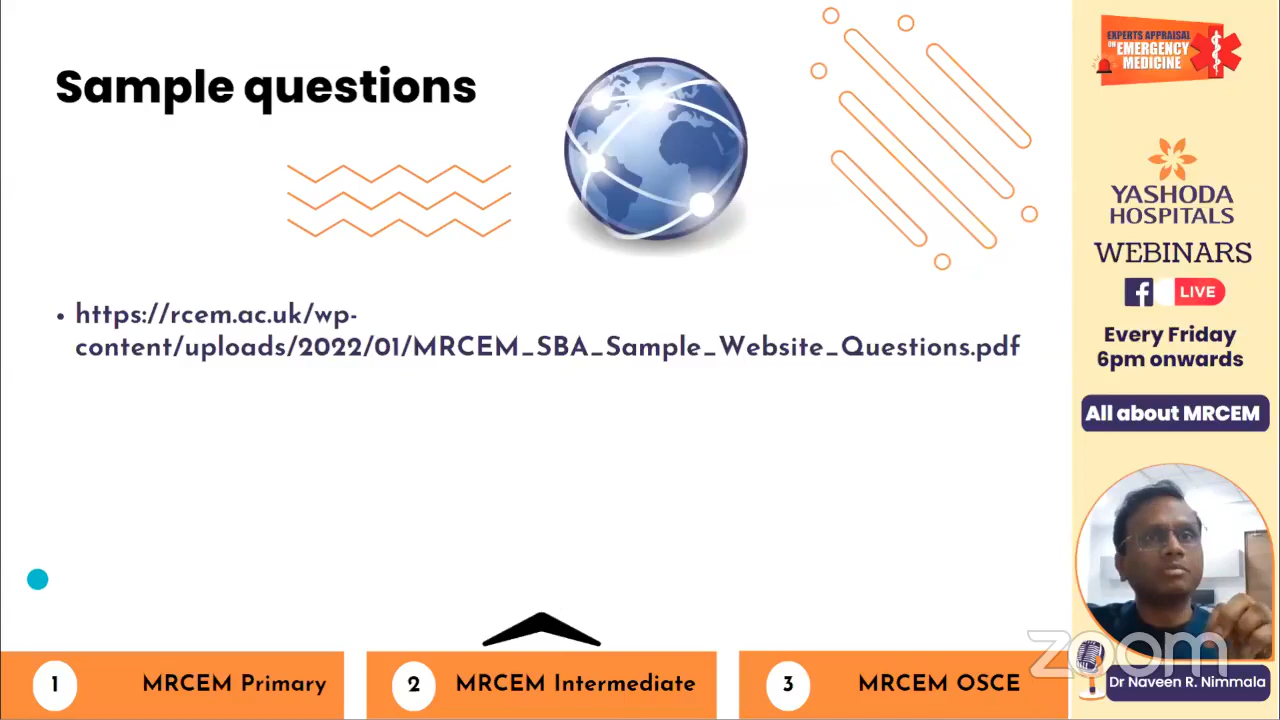 Sample questions
• https://rcem.ac.uk/wp-
content/uploads/2022/01/MRCEM_SBA_Sample_Website_Questions.pdf
1 MRCEM Primary
2 MRCEM Intermediate
3 MRCEM OSCE
EXPERTS APPRAISAL
ON EMERGENCY
MEDICINE
YASHODA
HOSPITALS
WEBINARS
f LIVE
Every Friday
6pm onwards
All about MRCEM
zoom
Dr Naveen R. Nimmala